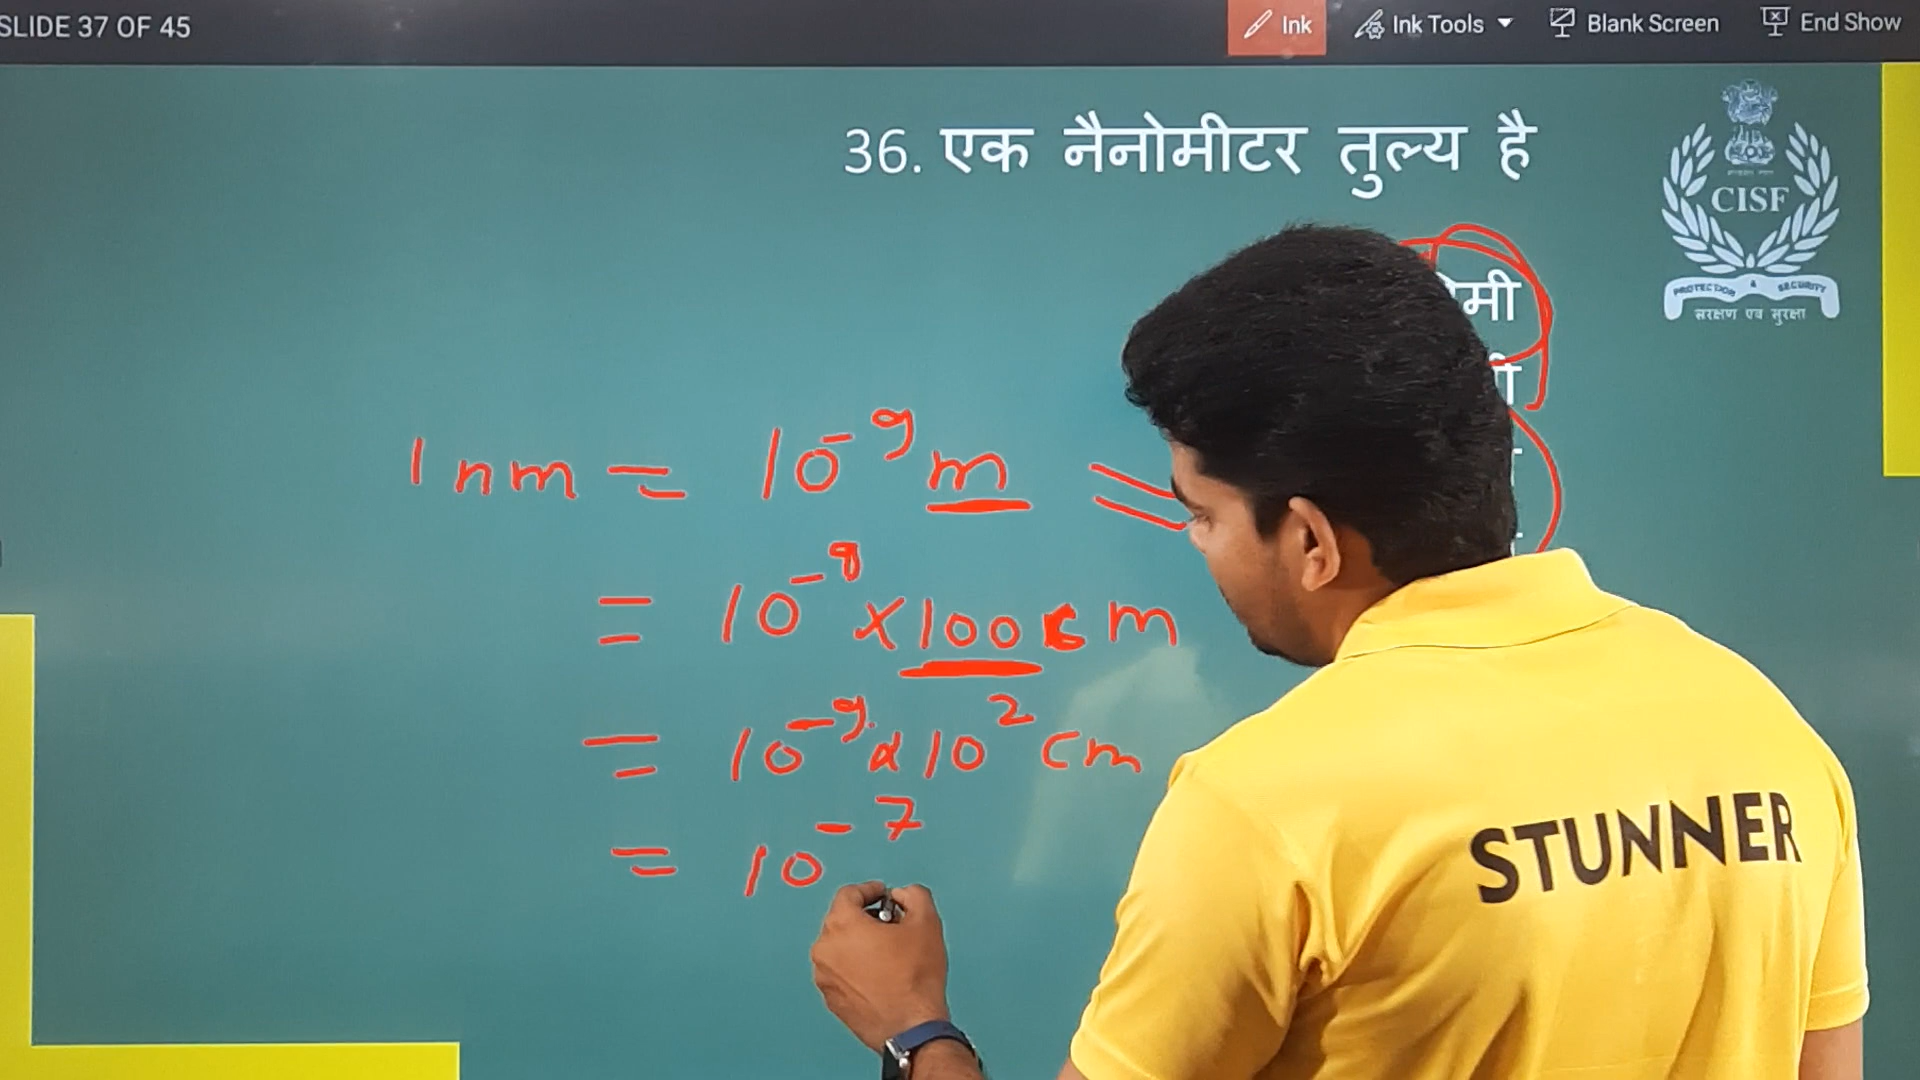 SLIDE 37 OF 45
Ink
Ink Tools
Blank Screen
End Show
36. एक नैनोमीटर तुल्य है
CISF
PROTECTION & SECURITY
संरक्षण एवं सुरक्षा
मी
1 nm = 10⁻⁹ m =
= 10⁻⁹ × 100 cm
= 10⁻⁹ × 10² cm
= 10⁻⁷
STUNNER